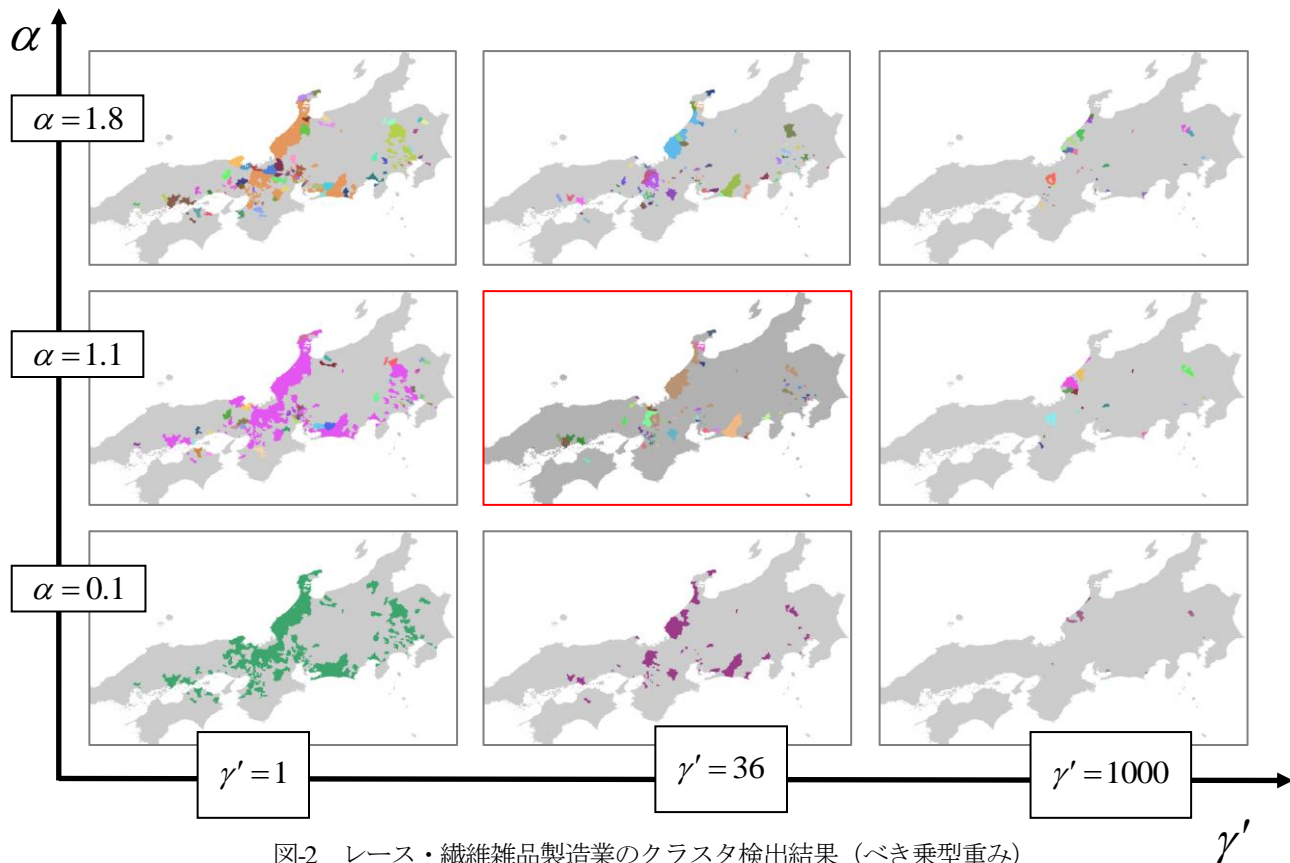 α
α = 1.8
α = 1.1
α = 0.1
γ′ = 1
γ′ = 36
γ′ = 1000
γ′
図-2 レース・繊維雑品製造業のクラスタ検出結果（べき乗型重み）